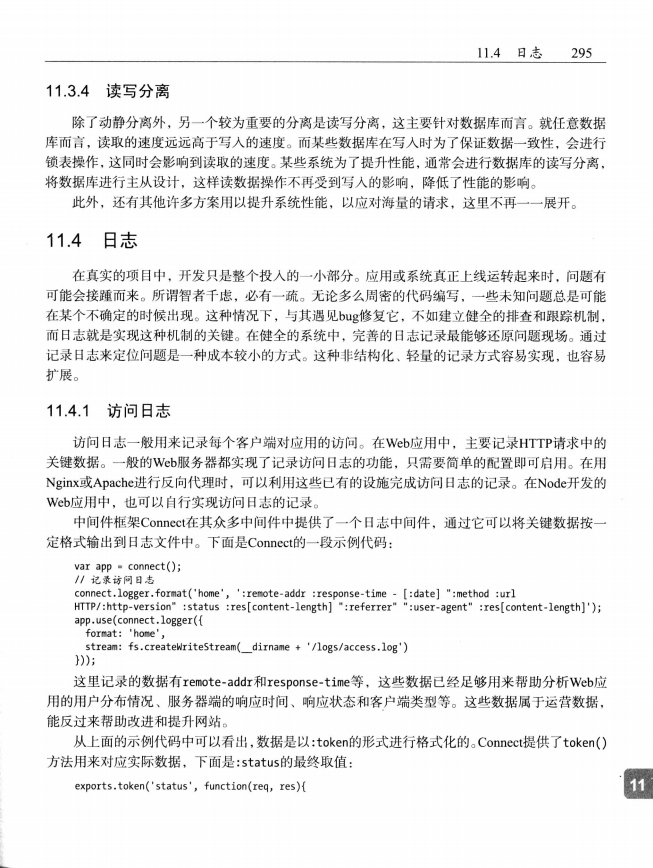 11.4 日志 295
11.3.4 读写分离
除了动静分离外，另一个较为重要的分离是读写分离，这主要针对数据库而言。就任意数据
库而言，读取的速度远远高于写入的速度。而某些数据库在写入时为了保证数据一致性，会进行
锁表操作，这同时会影响到读取的速度。某些系统为了提升性能，通常会进行数据库的读写分离，
将数据库进行主从设计，这样读数据操作不再受到写入的影响，降低了性能的影响。
此外，还有其他许多方案用以提升系统性能，以应对海量的请求，这里不再一一展开。
11.4 日志
在真实的项目中，开发只是整个投入的一小部分。应用或系统真正上线运转起来时，问题有
可能会接踵而来。所谓智者千虑，必有一疏。无论多么周密的代码编写，一些未知问题总是可能
在某个不确定的时候出现。这种情况下，与其遇见bug修复它，不如建立健全的排查和跟踪机制，
而日志就是实现这种机制的关键。在健全的系统中，完善的日志记录最能够还原问题现场。通过
记录日志来定位问题是一种成本较小的方式。这种非结构化、轻量的记录方式容易实现，也容易
扩展。
11.4.1 访问日志
访问日志一般用来记录每个客户端对应用的访问。在Web应用中，主要记录HTTP请求中的
关键数据。一般的Web服务器都实现了记录访问日志的功能，只需要简单的配置即可启用。在用
Nginx或Apache进行反向代理时，可以利用这些已有的设施完成访问日志的记录。在Node开发的
Web应用中，也可以自行实现访问日志的记录。
中间件框架Connect在其众多中间件中提供了一个日志中间件，通过它可以将关键数据按一
定格式输出到日志文件中。下面是Connect的一段示例代码：
var app = connect();
// 记录访问日志
connect.logger.format('home', ':remote-addr :response-time - [:date] ":method :url
HTTP/:http-version" :status :res[content-length] ":referrer" ":user-agent" :res[content-length]');
app.use(connect.logger({
format: 'home',
stream: fs.createWriteStream(__dirname + '/logs/access.log')
}));
这里记录的数据有remote-addr和response-time等，这些数据已经足够用来帮助分析Web应
用的用户分布情况、服务器端的响应时间、响应状态和客户端类型等。这些数据属于运营数据，
能反过来帮助改进和提升网站。
从上面的示例代码中可以看出，数据是以:token的形式进行格式化的。Connect提供了token()
方法用来对应实际数据，下面是:status的最终取值：
exports.token('status', function(req, res){
11